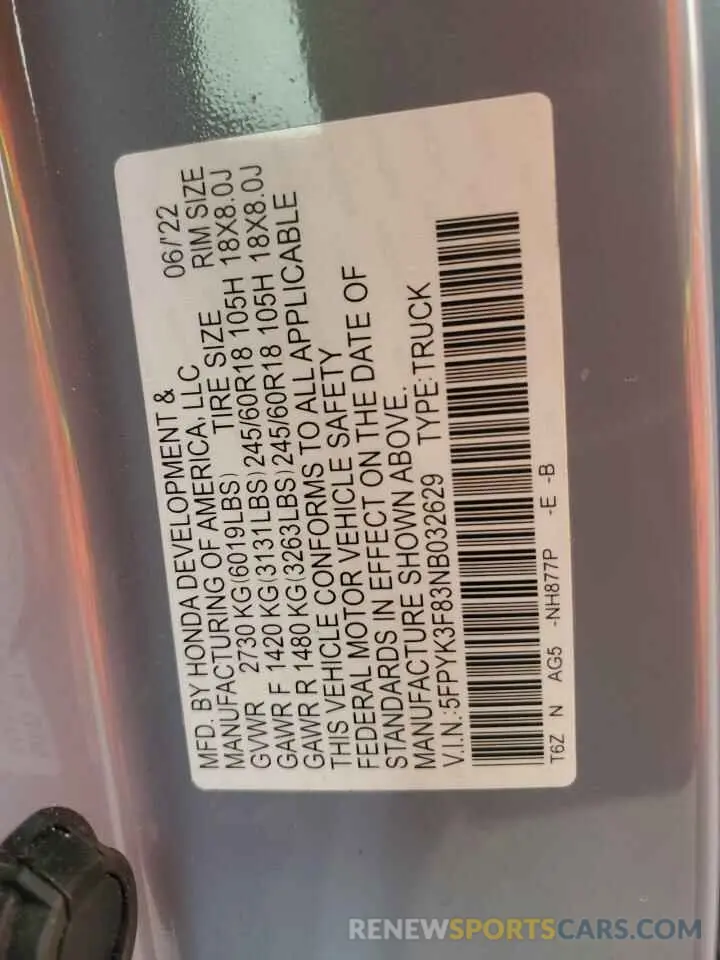 MFD. BY HONDA DEVELOPMENT &
MANUFACTURING OF AMERICA, LLC 06/'22
GVWR 2730 KG(6019LBS) TIRE SIZE RIM SIZE
GAWR F 1420 KG(3131LBS)245/60R18 105H 18X8.0J
GAWR R 1480 KG(3263LBS)245/60R18 105H 18X8.0J
THIS VEHICLE CONFORMS TO ALL APPLICABLE
FEDERAL MOTOR VEHICLE SAFETY
STANDARDS IN EFFECT ON THE DATE OF
MANUFACTURE SHOWN ABOVE.
V.I.N.:5FPYK3F83NB032629 TYPE:TRUCK
T6Z N AG5 -NH877P -E -B
RENEWSPORTSCARS.COM